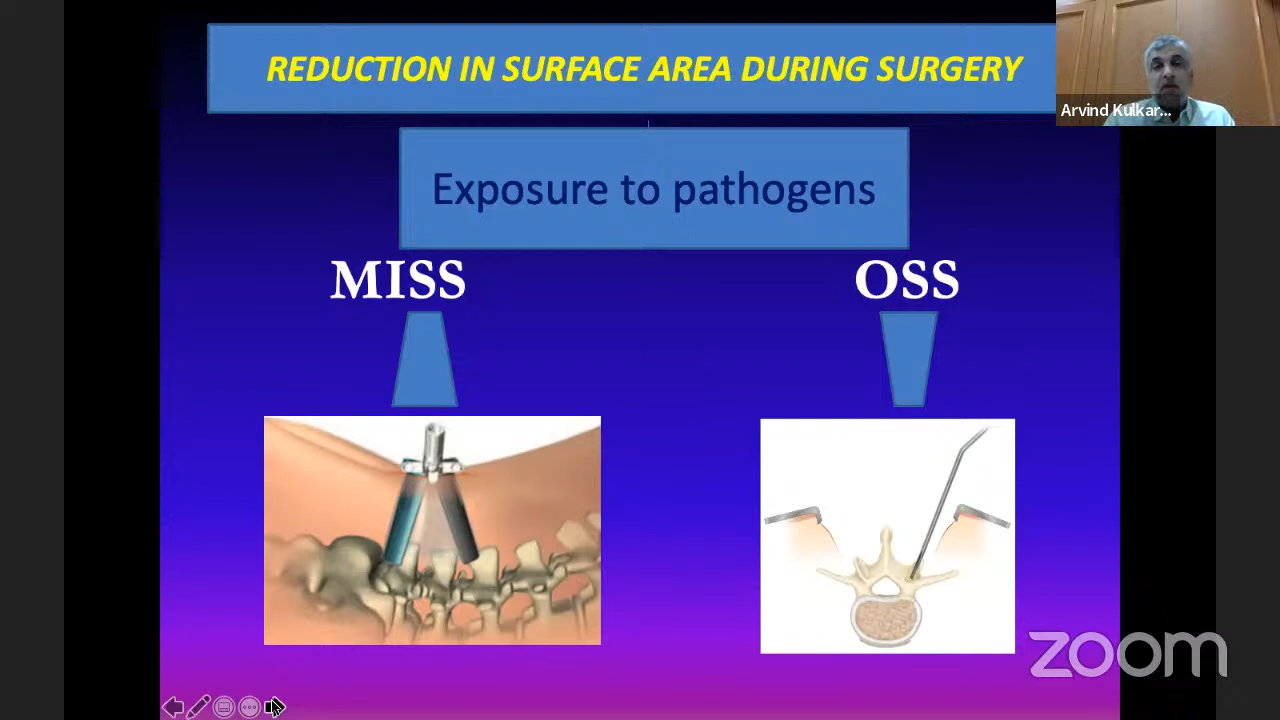 REDUCTION IN SURFACE AREA DURING SURGERY
Arvind Kulkar...
Exposure to pathogens
MISS
OSS
zoom